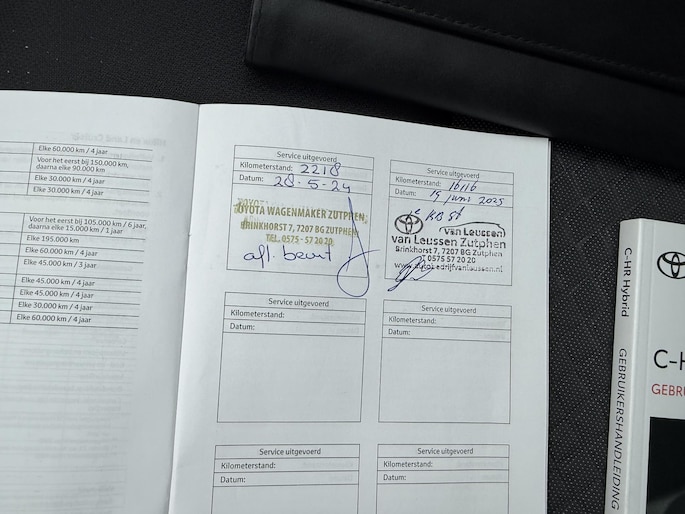 Elke 60.000 km / 4 jaar
Voor het eerst bij 150.000 km,
daarna elke 90.000 km
Elke 30.000 km / 4 jaar
Elke 30.000 km / 4 jaar
Voor het eerst bij 105.000 km / 6 jaar,
daarna elke 15.000 km / 1 jaar
Elke 195.000 km
Elke 60.000 km / 4 jaar
Elke 45.000 km / 3 jaar
Elke 45.000 km / 4 jaar
Elke 45.000 km / 4 jaar
Elke 30.000 km / 4 jaar
Elke 60.000 km / 4 jaar
Service uitgevoerd
Kilometerstand: 2218
Datum: 28-5-24
TOYOTA WAGENMAKER ZUTPHEN
BRINKHORST 7, 7207 BG ZUTPHEN
TEL. 0575 - 57 20 20
afl. beurt
Service uitgevoerd
Kilometerstand: 16116
Datum: 19 juni 2025
van Leussen
van Leussen Zutphen
Brinkhorst 7, 7207 BG Zutphen
T 0575 57 20 20
Service uitgevoerd
Kilometerstand:
Datum:
Service uitgevoerd
Kilometerstand:
Datum:
Service uitgevoerd
Kilometerstand:
Datum:
Service uitgevoerd
Kilometerstand:
Datum:
C-HR Hybrid
GEBRUIKERSHANDLEIDING
C-H
GEBRU